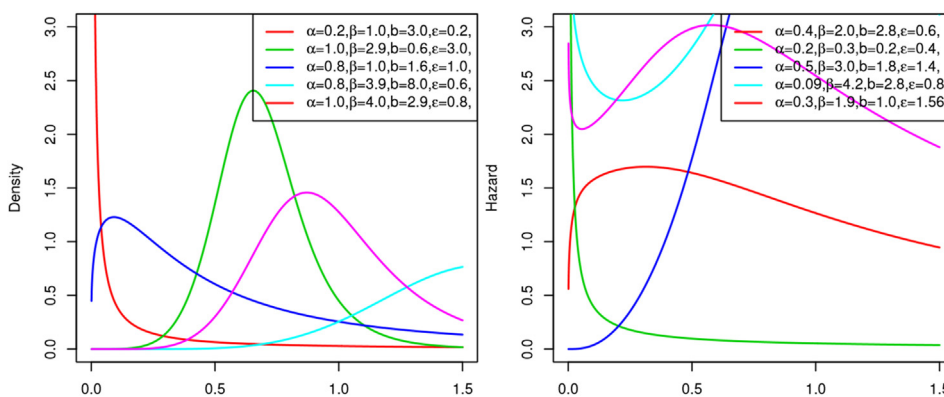 α=0.2,β=1.0,b=3.0,ε=0.2,
α=1.0,β=2.9,b=0.6,ε=3.0,
α=0.8,β=1.0,b=1.6,ε=1.0,
α=0.8,β=3.9,b=8.0,ε=0.6,
α=1.0,β=4.0,b=2.9,ε=0.8,
Density
3.0
2.5
2.0
1.5
1.0
0.5
0.0
0.0 0.5 1.0 1.5
α=0.4,β=2.0,b=2.8,ε=0.6,
α=0.2,β=0.3,b=0.2,ε=0.4,
α=0.5,β=3.0,b=1.8,ε=1.4,
α=0.09,β=4.2,b=2.8,ε=0.8
α=0.3,β=1.9,b=1.0,ε=1.56
Hazard
3.0
2.5
2.0
1.5
1.0
0.5
0.0
0.0 0.5 1.0 1.5